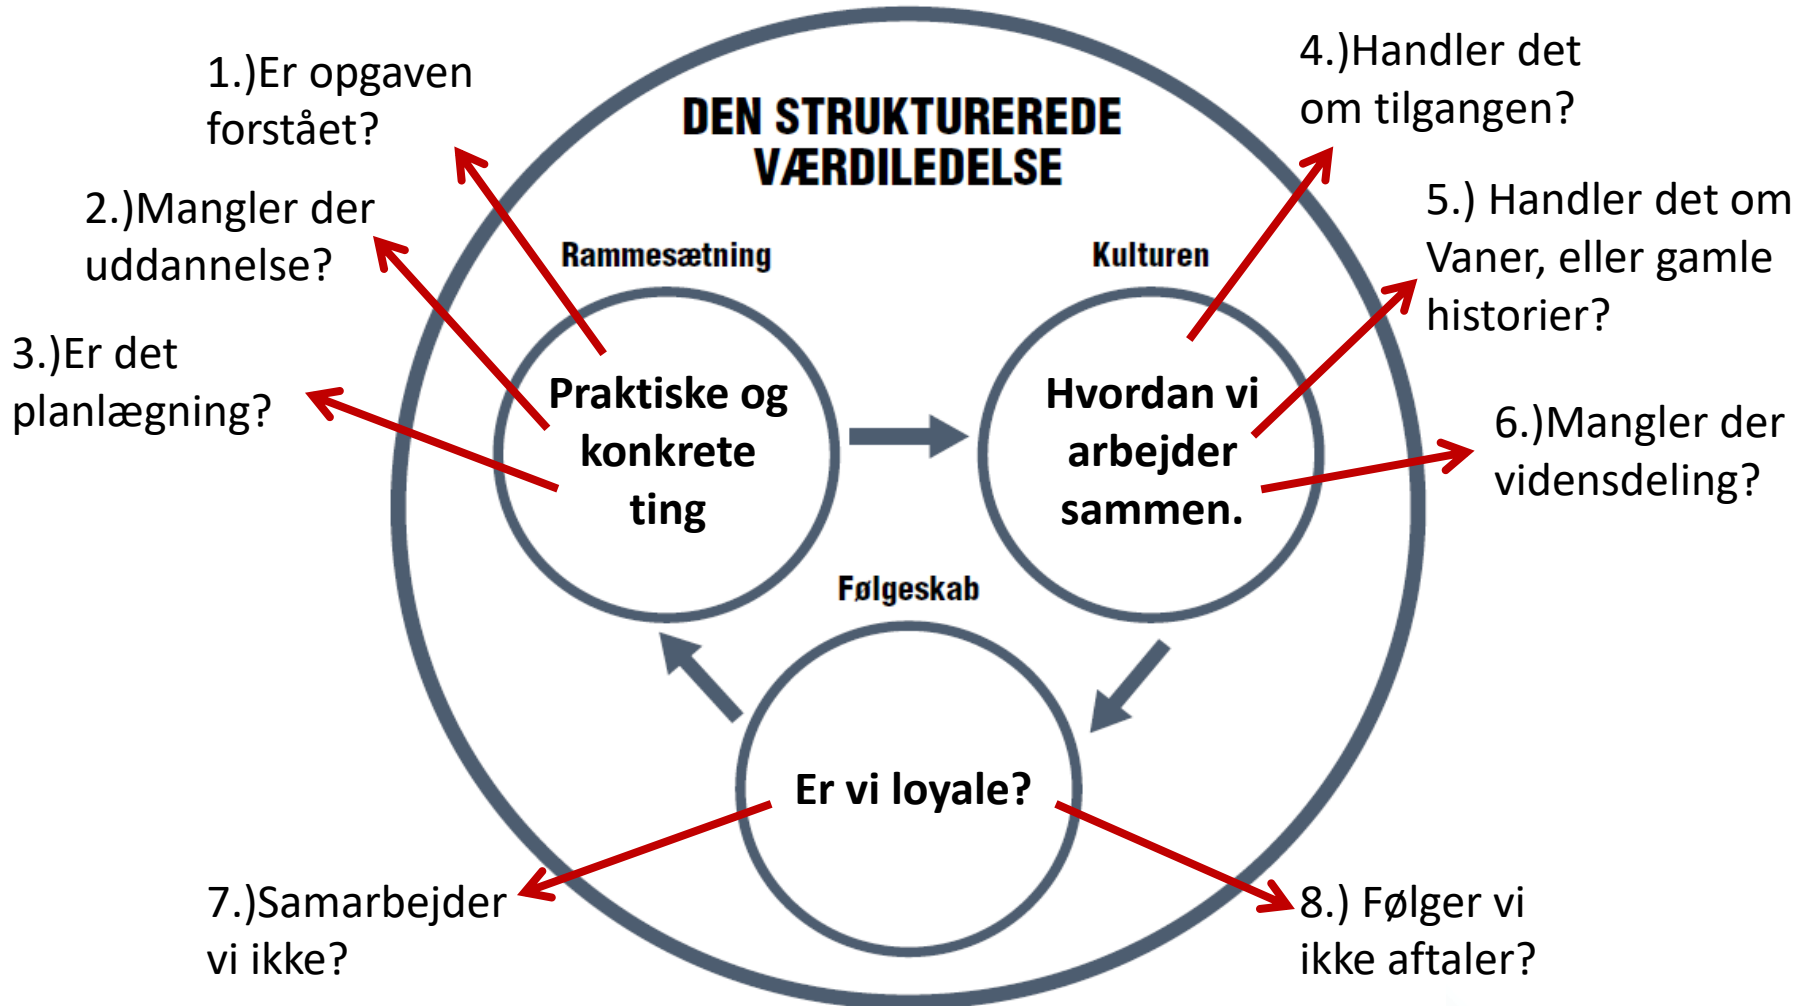 1.)Er opgaven
forstået?
2.)Mangler der
uddannelse?
3.)Er det
planlægning?
DEN STRUKTUREREDE
VÆRDILEDELSE
4.)Handler det
om tilgangen?
5.) Handler det om
Vaner, eller gamle
historier?
6.)Mangler der
vidensdeling?
Rammesætning
Praktiske og
konkrete
ting
Kulturen
Hvordan vi
arbejder
sammen.
Følgeskab
Er vi loyale?
7.)Samarbejder
vi ikke?
8.) Følger vi
ikke aftaler?